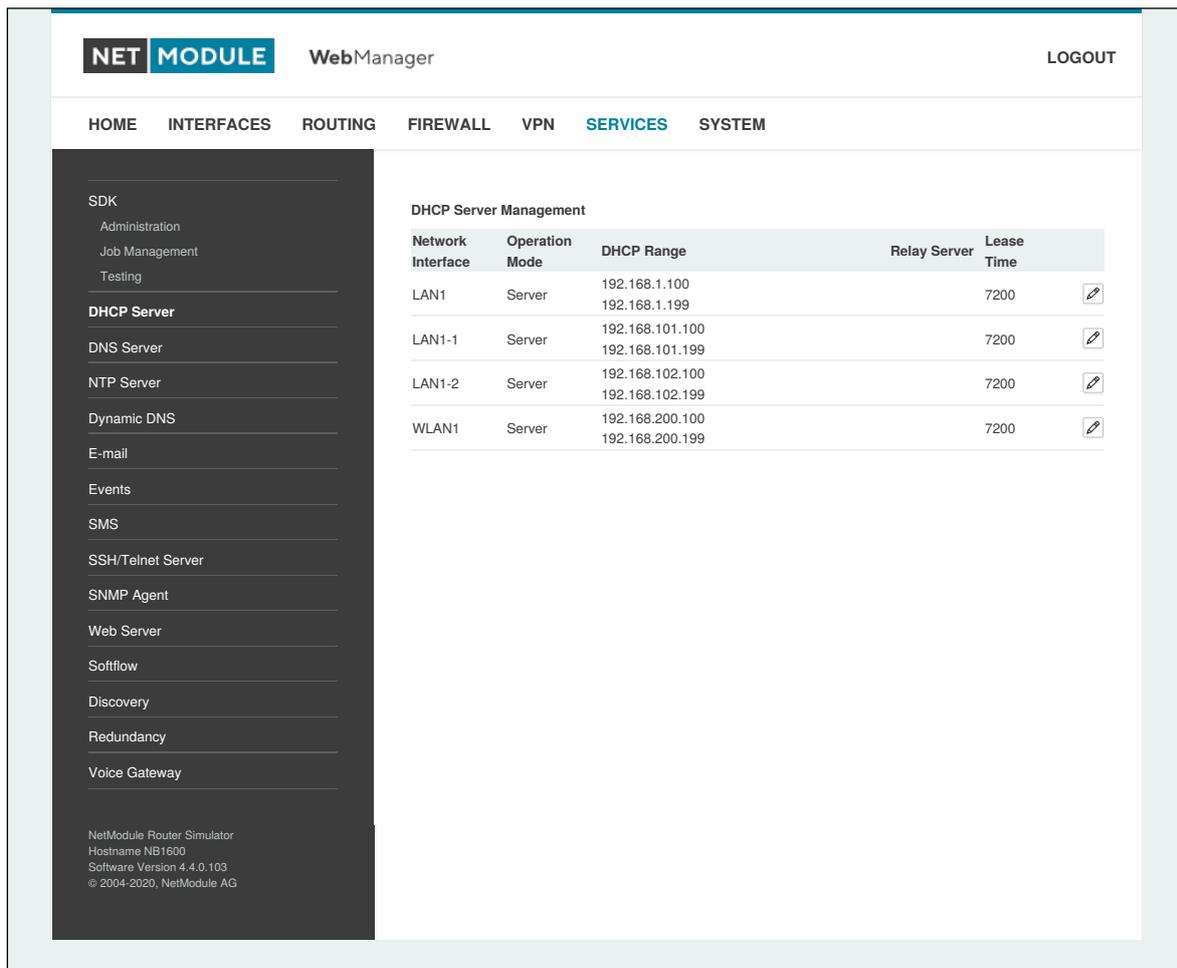 NET MODULE WebManager LOGOUT
HOME INTERFACES ROUTING FIREWALL VPN SERVICES SYSTEM
SDK
Administration
Job Management
Testing
DHCP Server
DNS Server
NTP Server
Dynamic DNS
E-mail
Events
SMS
SSH/Telnet Server
SNMP Agent
Web Server
Softflow
Discovery
Redundancy
Voice Gateway
NetModule Router Simulator
Hostname NB1600
Software Version 4.4.0.103
© 2004-2020, NetModule AG
DHCP Server Management
Network Interface Operation Mode DHCP Range Relay Server Lease Time
LAN1 Server 192.168.1.100 7200
192.168.1.199
LAN1-1 Server 192.168.101.100 7200
192.168.101.199
LAN1-2 Server 192.168.102.100 7200
192.168.102.199
WLAN1 Server 192.168.200.100 7200
192.168.200.199